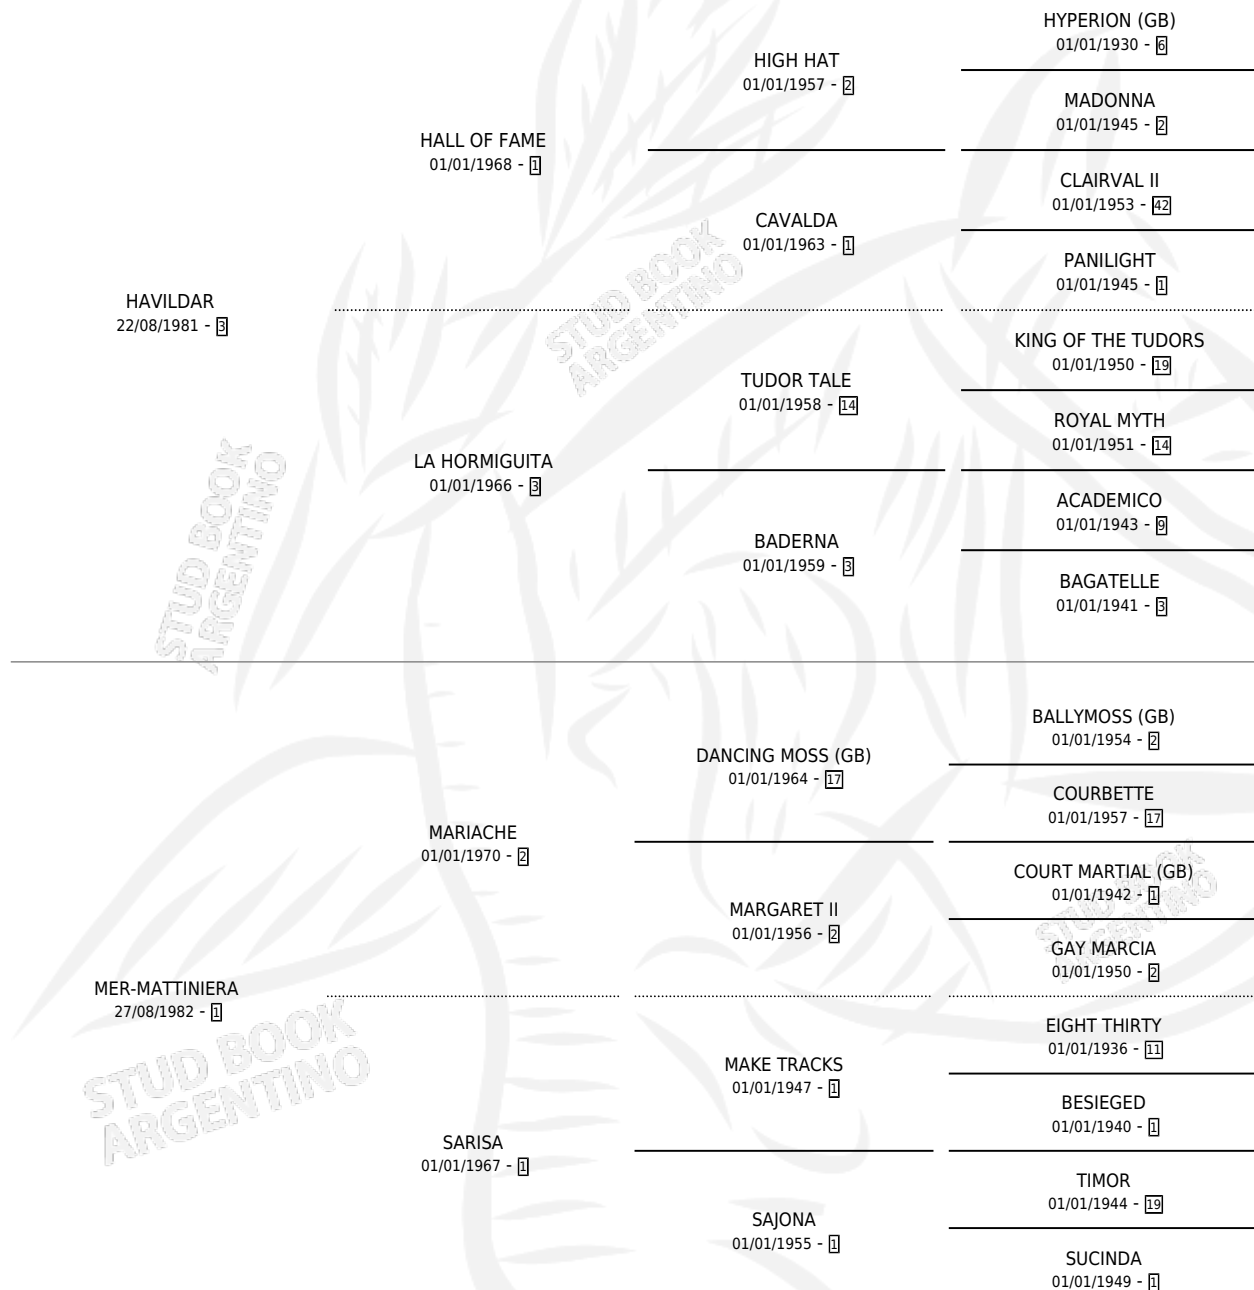 HYPERION (GB)
01/01/1930 - 6
HIGH HAT
01/01/1957 - 2
MADONNA
01/01/1945 - 2
HALL OF FAME
01/01/1968 - 1
CLAIRVAL II
01/01/1953 - 42
CAVALDA
01/01/1963 - 1
PANILIGHT
01/01/1945 - 1
HAVILDAR
22/08/1981 - 3
KING OF THE TUDORS
01/01/1950 - 19
TUDOR TALE
01/01/1958 - 14
ROYAL MYTH
01/01/1951 - 14
LA HORMIGUITA
01/01/1966 - 3
ACADEMICO
01/01/1943 - 9
BADERNA
01/01/1959 - 3
BAGATELLE
01/01/1941 - 3
BALLYMOSS (GB)
01/01/1954 - 2
DANCING MOSS (GB)
01/01/1964 - 17
COURBETTE
01/01/1957 - 17
MARIACHE
01/01/1970 - 2
COURT MARTIAL (GB)
01/01/1942 - 1
MARGARET II
01/01/1956 - 2
GAY MARCIA
01/01/1950 - 2
MER-MATTINIERA
27/08/1982 - 1
EIGHT THIRTY
01/01/1936 - 11
MAKE TRACKS
01/01/1947 - 1
BESIEGED
01/01/1940 - 1
SARISA
01/01/1967 - 1
TIMOR
01/01/1944 - 19
SAJONA
01/01/1955 - 1
SUCINDA
01/01/1949 - 1
STUD BOOK
ARGENTINO
STUD BOOK
ARGENTINO
STUD BOOK
ARGENTINO
STUD BOOK
ARGENTINO